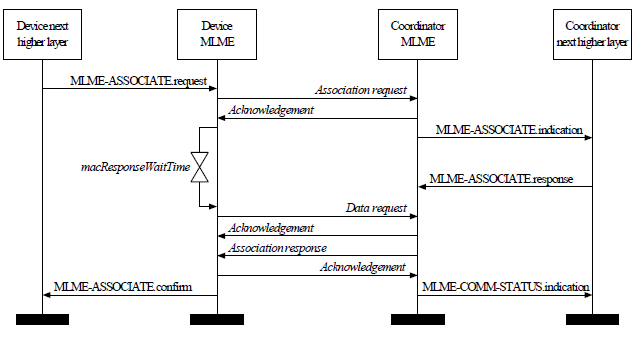 Device next
higher layer
Device
MLME
Coordinator
MLME
Coordinator
next higher layer
MLME-ASSOCIATE.request
Association request
Acknowledgement
MLME-ASSOCIATE.indication
macResponseWaitTime
MLME-ASSOCIATE.response
Data request
Acknowledgement
Association response
Acknowledgement
MLME-ASSOCIATE.confirm
MLME-COMM-STATUS.indication